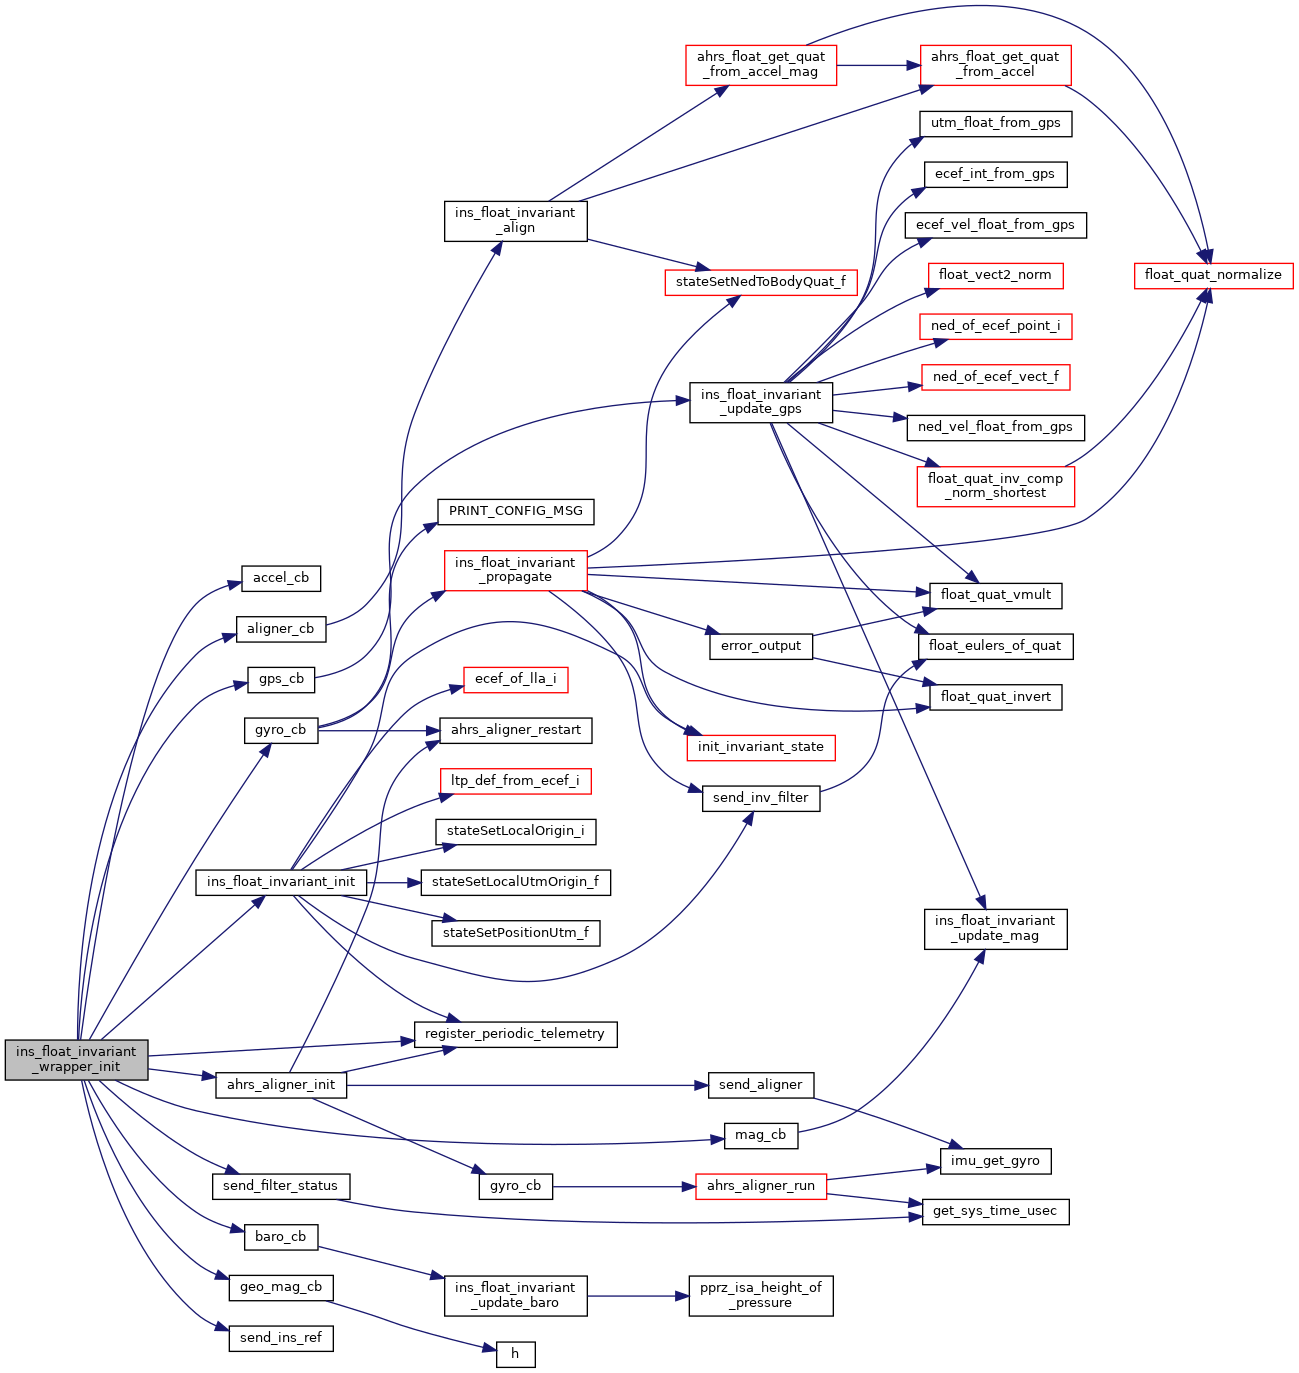 ahrs_float_get_quat
_from_accel_mag
ahrs_float_get_quat
_from_accel
utm_float_from_gps
ecef_int_from_gps
ins_float_invariant
_align
ecef_vel_float_from_gps
stateSetNedToBodyQuat_f
float_vect2_norm
float_quat_normalize
ned_of_ecef_point_i
ned_of_ecef_vect_f
ins_float_invariant
_update_gps
ned_vel_float_from_gps
float_quat_inv_comp
_norm_shortest
PRINT_CONFIG_MSG
ins_float_invariant
_propagate
accel_cb
float_quat_vmult
aligner_cb
error_output
float_eulers_of_quat
gps_cb
ecef_of_lla_i
float_quat_invert
gyro_cb
ahrs_aligner_restart
init_invariant_state
ltp_def_from_ecef_i
send_inv_filter
stateSetLocalOrigin_i
ins_float_invariant_init
stateSetLocalUtmOrigin_f
stateSetPositionUtm_f
ins_float_invariant
_update_mag
register_periodic_telemetry
ins_float_invariant
_wrapper_init
ahrs_aligner_init
send_aligner
mag_cb
imu_get_gyro
send_filter_status
gyro_cb
ahrs_aligner_run
get_sys_time_usec
baro_cb
geo_mag_cb
ins_float_invariant
_update_baro
pprz_isa_height_of
_pressure
send_ins_ref
h